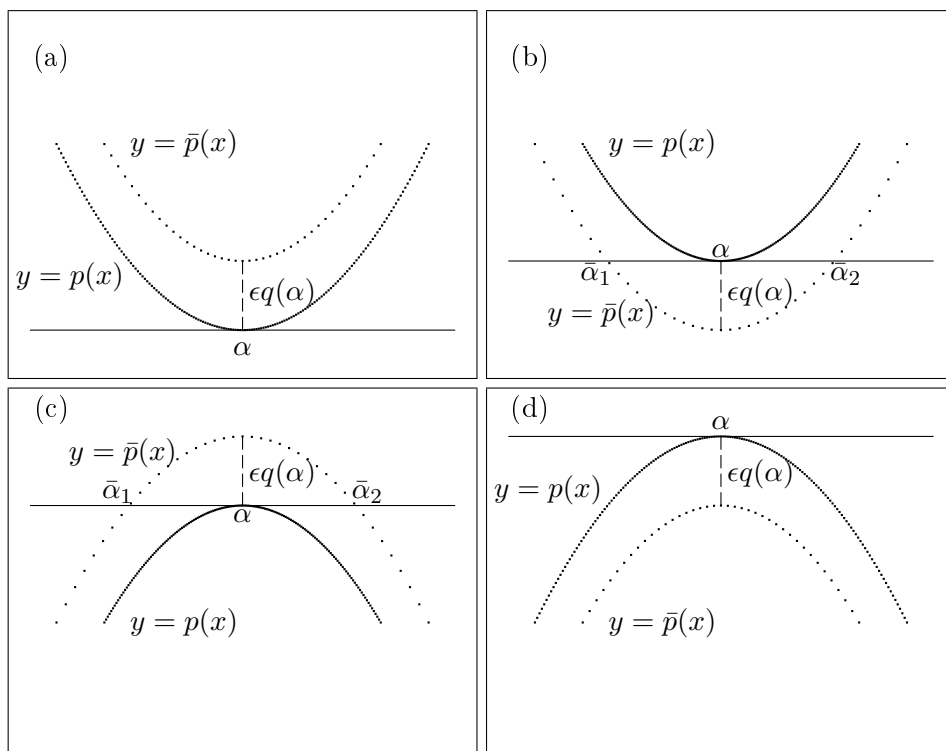 (a)
y = p̄(x)
y = p(x)
ϵq(α)
α
(b)
y = p(x)
α
ᾱ₁
ᾱ₂
ϵq(α)
y = p̄(x)
(c)
y = p̄(x)
ϵq(α)
ᾱ₁
ᾱ₂
α
y = p(x)
(d)
α
ϵq(α)
y = p(x)
y = p̄(x)